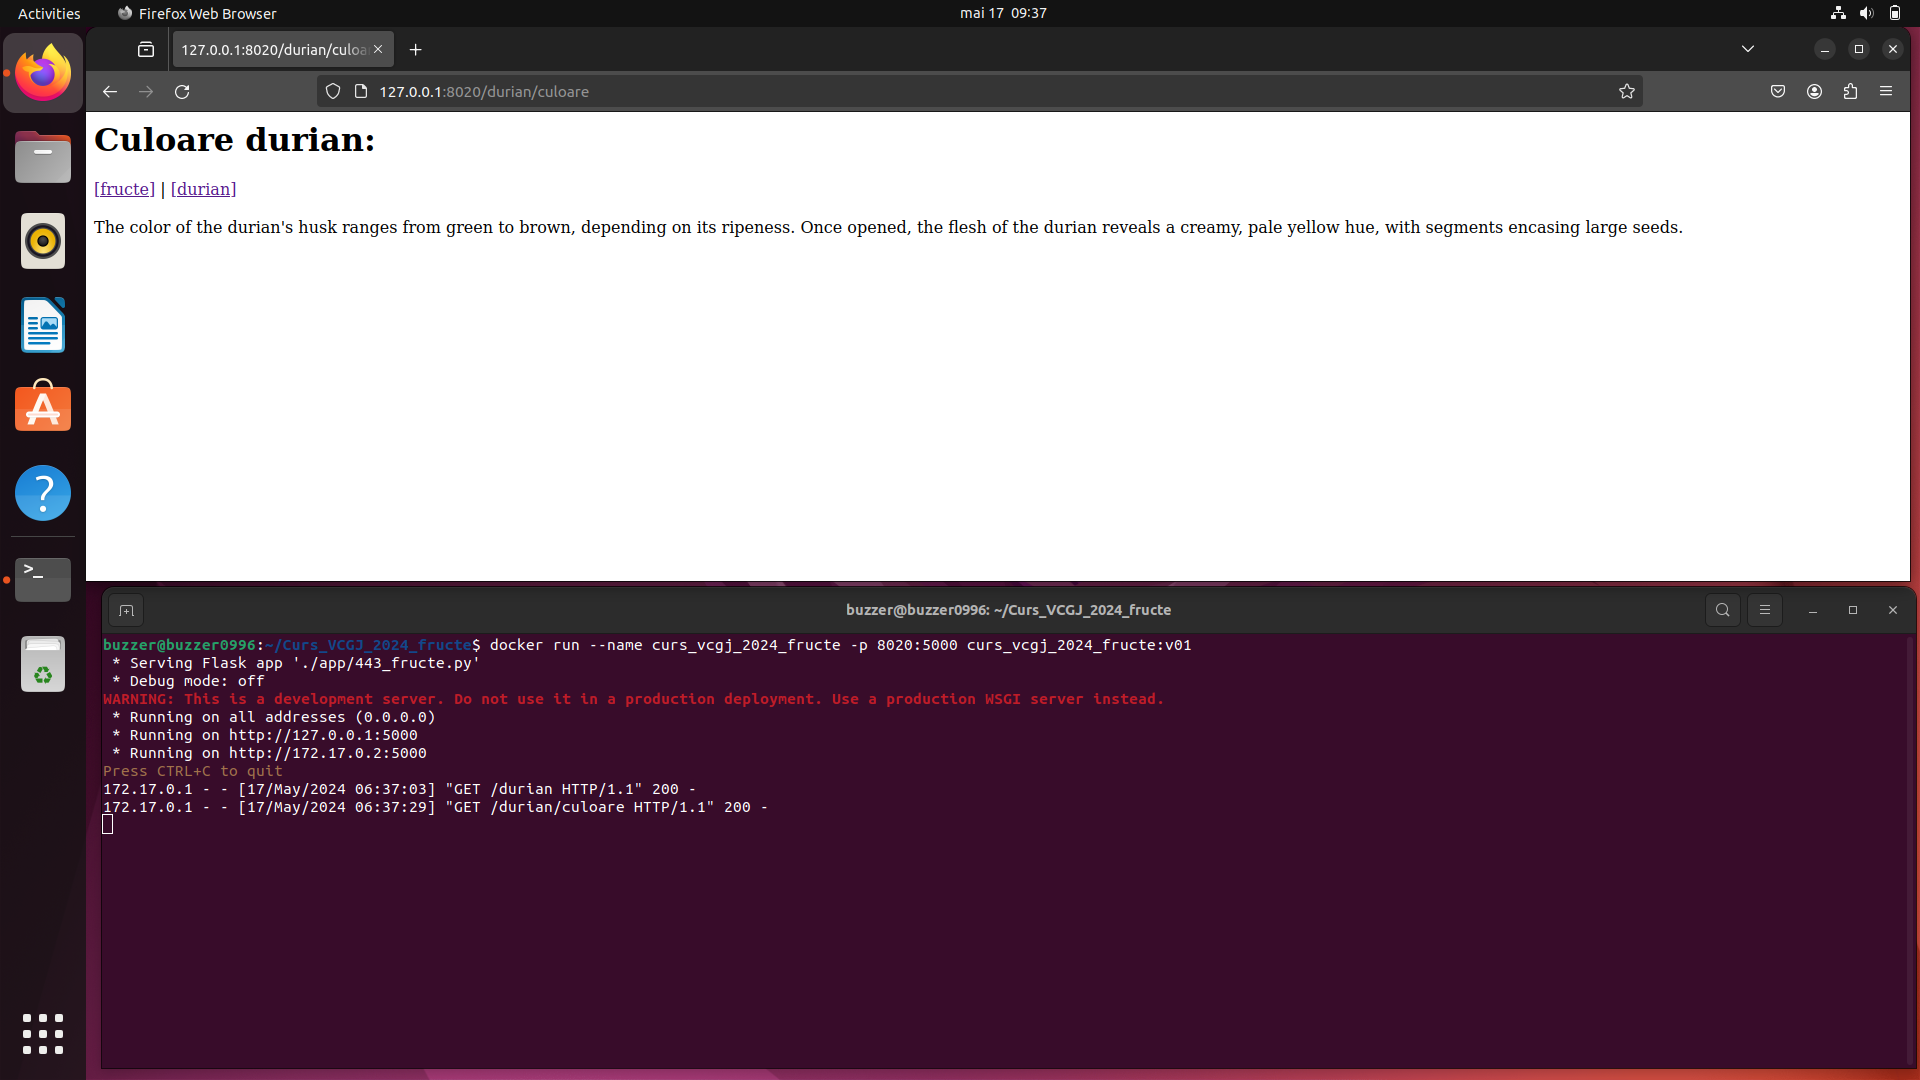 Activities
Firefox Web Browser
mai 17 09:37
127.0.0.1:8020/durian/culoa
127.0.0.1:8020/durian/culoare
Culoare durian:
[fructe] | [durian]
The color of the durian's husk ranges from green to brown, depending on its ripeness. Once opened, the flesh of the durian reveals a creamy, pale yellow hue, with segments encasing large seeds.
buzzer@buzzer0996: ~/Curs_VCGJ_2024_fructe
buzzer@buzzer0996:~/Curs_VCGJ_2024_fructe$ docker run --name curs_vcgj_2024_fructe -p 8020:5000 curs_vcgj_2024_fructe:v01
* Serving Flask app './app/443_fructe.py'
* Debug mode: off
WARNING: This is a development server. Do not use it in a production deployment. Use a production WSGI server instead.
* Running on all addresses (0.0.0.0)
* Running on http://127.0.0.1:5000
* Running on http://172.17.0.2:5000
Press CTRL+C to quit
172.17.0.1 - - [17/May/2024 06:37:03] "GET /durian HTTP/1.1" 200 -
172.17.0.1 - - [17/May/2024 06:37:29] "GET /durian/culoare HTTP/1.1" 200 -